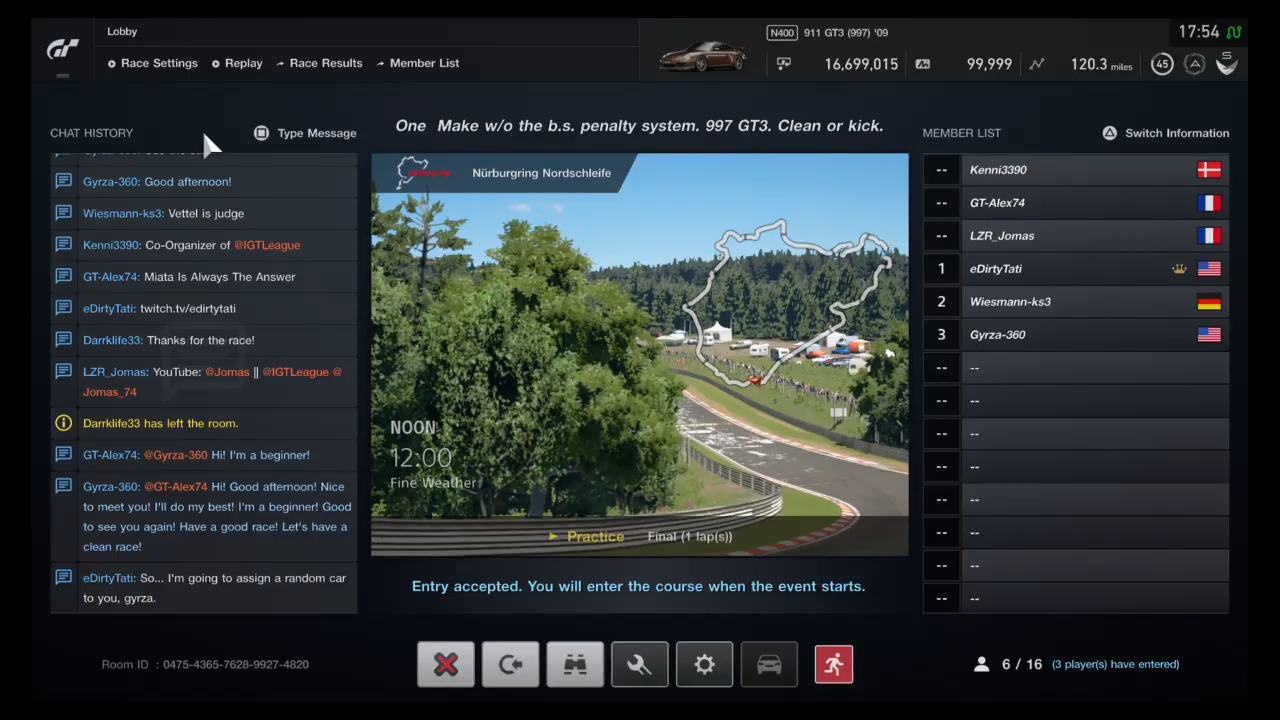 Lobby
Race Settings
Replay
Race Results
Member List
N400
911 GT3 (997) '09
16,699,015
99,999
120.3 miles
17:54
45
A
S
CHAT HISTORY
Type Message
Gyrza-360: Good afternoon!
Wiesmann-ks3: Vettel is judge
Kenni3390: Co-Organizer of @IGTLeague
GT-Alex74: Miata Is Always The Answer
eDirtyTati: twitch.tv/edirtytati
Darrklife33: Thanks for the race!
LZR_Jomas: YouTube: @Jomas || @IGTLeague @
Jomas_74
Darrklife33 has left the room.
GT-Alex74: @Gyrza-360 Hi! I'm a beginner!
Gyrza-360: @GT-Alex74 Hi! Good afternoon! Nice
to meet you! I'll do my best! I'm a beginner! Good
to see you again! Have a good race! Let's have a
clean race!
eDirtyTati: So... I'm going to assign a random car
to you, gyrza.
One Make w/o the b.s. penalty system. 997 GT3. Clean or kick.
Nürburgring Nordschleife
NOON
12:00
Fine Weather
Practice
Final (1 lap(s))
Entry accepted. You will enter the course when the event starts.
MEMBER LIST
Switch Information
-- Kenni3390
-- GT-Alex74
-- LZR_Jomas
1 eDirtyTati
2 Wiesmann-ks3
3 Gyrza-360
-- --
-- --
-- --
-- --
-- --
-- --
-- --
-- --
Room ID : 0475-4365-7628-9927-4820
6 / 16 (3 player(s) have entered)